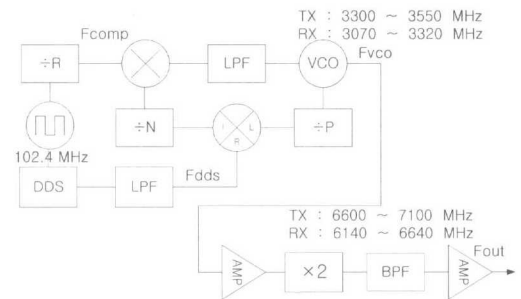 TX : 3300 ~ 3550 MHz
RX : 3070 ~ 3320 MHz
Fcomp
Fvco
÷R
LPF
VCO
÷N
I
L
R
÷P
102.4 MHz
DDS
LPF
Fdds
TX : 6600 ~ 7100 MHz
RX : 6140 ~ 6640 MHz
Fout
AMP
×2
BPF
AMP